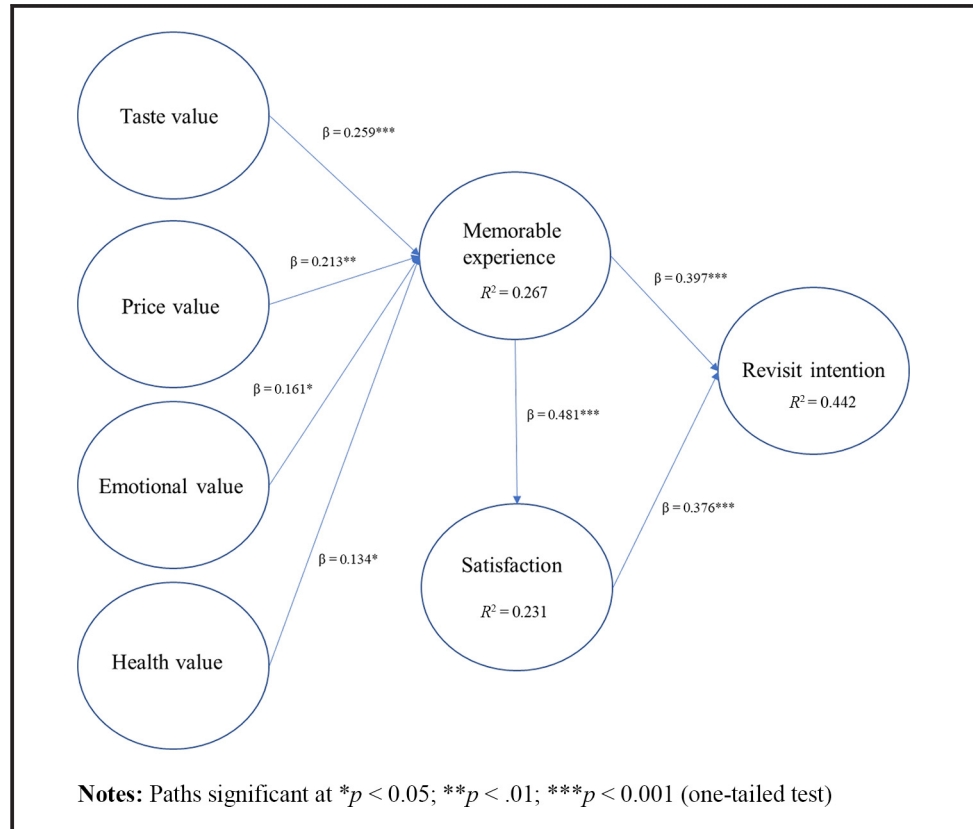 Taste value
β = 0.259***
Memorable
experience
R² = 0.267
Price value
β = 0.213**
β = 0.397***
Revisit intention
R² = 0.442
β = 0.161*
β = 0.481***
Emotional value
β = 0.376***
β = 0.134*
Satisfaction
R² = 0.231
Health value
Notes: Paths significant at *p < 0.05; **p < .01; ***p < 0.001 (one-tailed test)